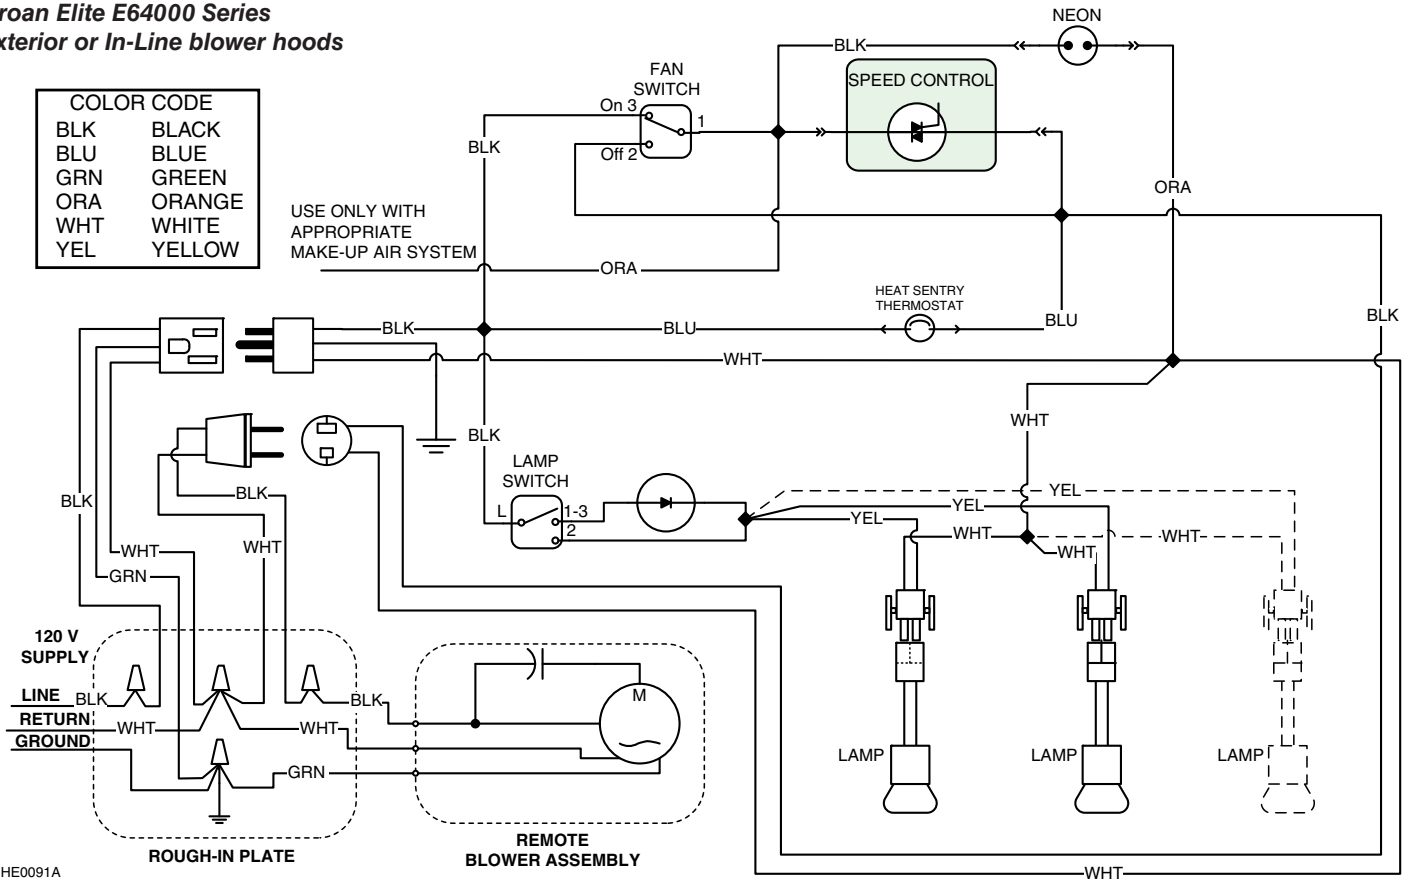 roan Elite E64000 Series
xterior or In-Line blower hoods
COLOR CODE
BLK BLACK
BLU BLUE
GRN GREEN
ORA ORANGE
WHT WHITE
YEL YELLOW
NEON
BLK
SPEED CONTROL
FAN
SWITCH
On 3
1
Off 2
BLK
ORA
USE ONLY WITH
APPROPRIATE
MAKE-UP AIR SYSTEM
ORA
HEAT SENTRY
THERMOSTAT
BLK
BLU
BLU
BLK
WHT
WHT
BLK
LAMP
SWITCH
L
1-3
2
YEL
YEL
YEL
WHT
WHT
WHT
BLK
BLK
WHT
WHT
GRN
120 V
SUPPLY
LINE
BLK
RETURN
WHT
GROUND
WHT
BLK
GRN
M
LAMP
LAMP
LAMP
ROUGH-IN PLATE
REMOTE
BLOWER ASSEMBLY
HE0091A
WHT